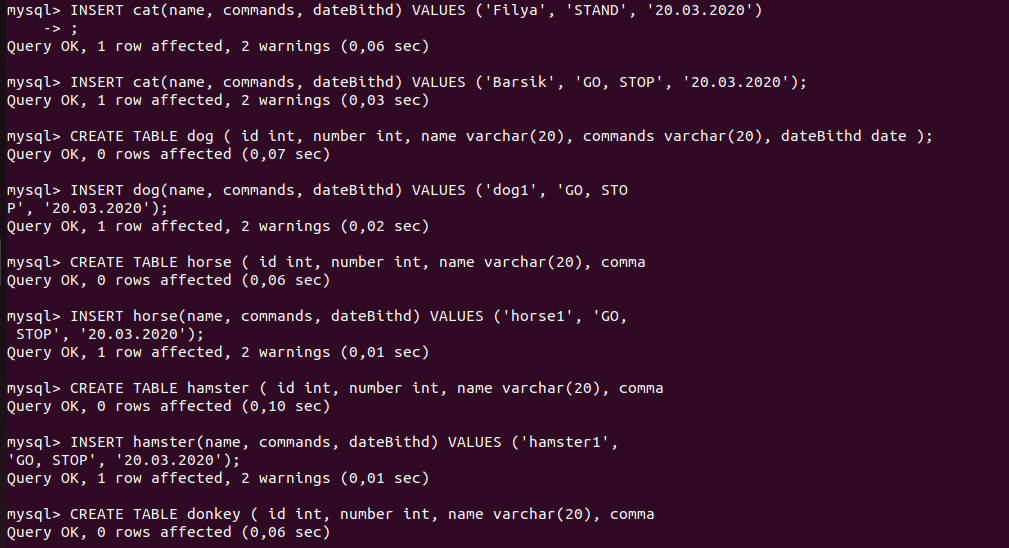 mysql> INSERT cat(name, commands, dateBithd) VALUES ('Filya', 'STAND', '20.03.2020')
    -> ;
Query OK, 1 row affected, 2 warnings (0,06 sec)

mysql> INSERT cat(name, commands, dateBithd) VALUES ('Barsik', 'GO, STOP', '20.03.2020');
Query OK, 1 row affected, 2 warnings (0,03 sec)

mysql> CREATE TABLE dog ( id int, number int, name varchar(20), commands varchar(20), dateBithd date );
Query OK, 0 rows affected (0,07 sec)

mysql> INSERT dog(name, commands, dateBithd) VALUES ('dog1', 'GO, STO
P', '20.03.2020');
Query OK, 1 row affected, 2 warnings (0,02 sec)

mysql> CREATE TABLE horse ( id int, number int, name varchar(20), comma
Query OK, 0 rows affected (0,06 sec)

mysql> INSERT horse(name, commands, dateBithd) VALUES ('horse1', 'GO,
 STOP', '20.03.2020');
Query OK, 1 row affected, 2 warnings (0,01 sec)

mysql> CREATE TABLE hamster ( id int, number int, name varchar(20), comma
Query OK, 0 rows affected (0,10 sec)

mysql> INSERT hamster(name, commands, dateBithd) VALUES ('hamster1',
'GO, STOP', '20.03.2020');
Query OK, 1 row affected, 2 warnings (0,01 sec)

mysql> CREATE TABLE donkey ( id int, number int, name varchar(20), comma
Query OK, 0 rows affected (0,06 sec)